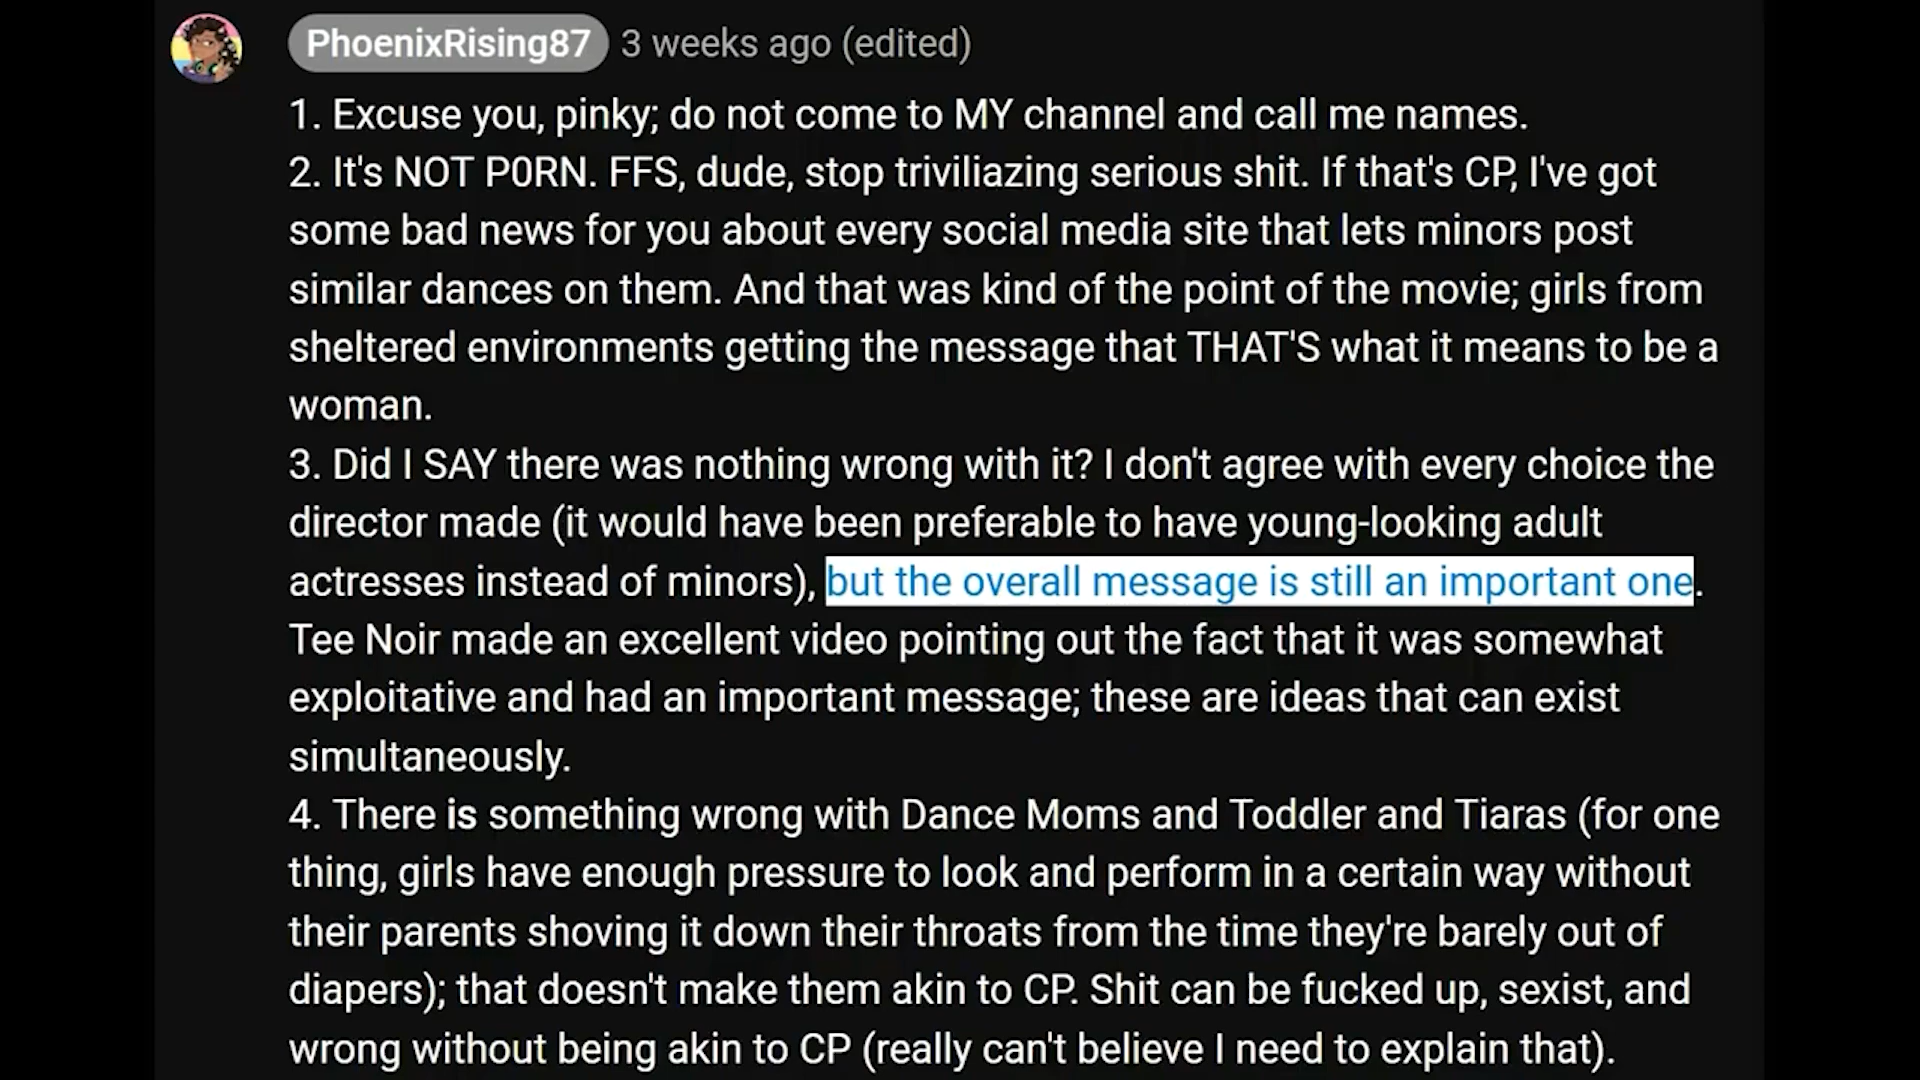 PhoenixRising87 3 weeks ago (edited)
1. Excuse you, pinky; do not come to MY channel and call me names.
2. It's NOT P0RN. FFS, dude, stop triviliazing serious shit. If that's CP, I've got
some bad news for you about every social media site that lets minors post
similar dances on them. And that was kind of the point of the movie; girls from
sheltered environments getting the message that THAT'S what it means to be a
woman.
3. Did I SAY there was nothing wrong with it? I don't agree with every choice the
director made (it would have been preferable to have young-looking adult
actresses instead of minors), but the overall message is still an important one.
Tee Noir made an excellent video pointing out the fact that it was somewhat
exploitative and had an important message; these are ideas that can exist
simultaneously.
4. There is something wrong with Dance Moms and Toddler and Tiaras (for one
thing, girls have enough pressure to look and perform in a certain way without
their parents shoving it down their throats from the time they're barely out of
diapers); that doesn't make them akin to CP. Shit can be fucked up, sexist, and
wrong without being akin to CP (really can't believe I need to explain that).